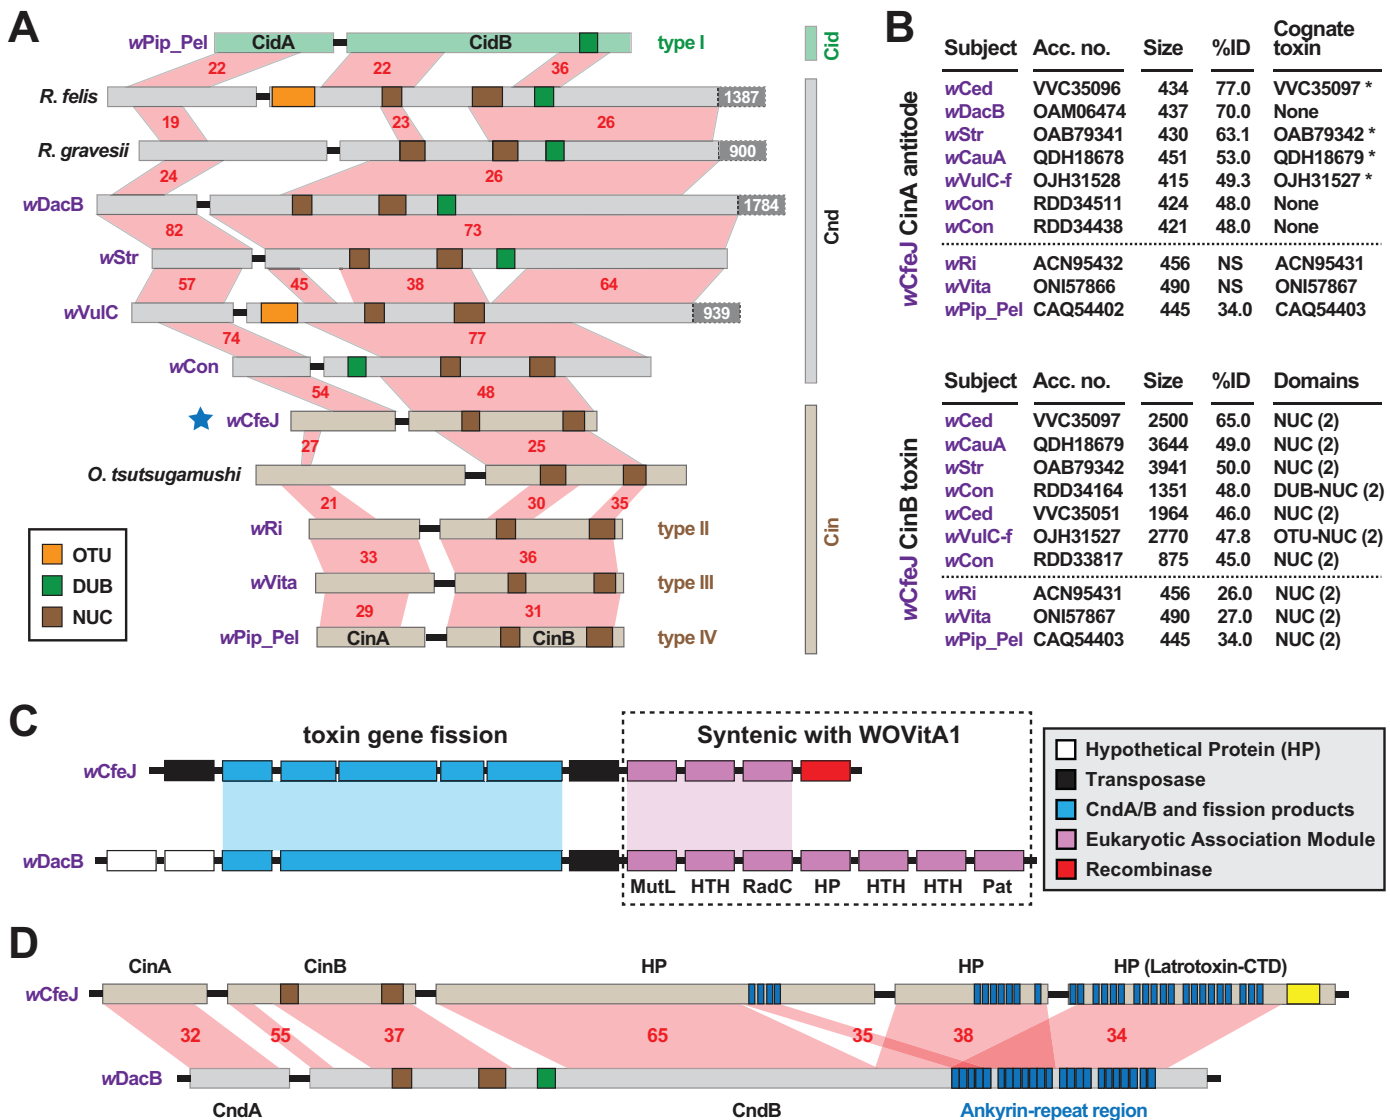 A
wPip_Pel CidA CidB type I
Cid
22 22 36
R. felis 1387
19 23 26
R. gravesii 900
24 26
wDacB 1784
82 73
Cnd
wStr
57 45 38 64
wVulC 939
74 77
wCon
54 48
wCfeJ
27 25
O. tsutsugamushi
21 30 35
wRi type II
Cin
33 36
wVita type III
29 31
wPip_Pel CinA CinB type IV
OTU
DUB
NUC
B
wCfeJ CinA antitode
Subject Acc. no. Size %ID Cognate toxin
wCed VVC35096 434 77.0 VVC35097 *
wDacB OAM06474 437 70.0 None
wStr OAB79341 430 63.1 OAB79342 *
wCauA QDH18678 451 53.0 QDH18679 *
wVulC-f OJH31528 415 49.3 OJH31527 *
wCon RDD34511 424 48.0 None
wCon RDD34438 421 48.0 None
wRi ACN95432 456 NS ACN95431
wVita ONI57866 490 NS ONI57867
wPip_Pel CAQ54402 445 34.0 CAQ54403
wCfeJ CinB toxin
Subject Acc. no. Size %ID Domains
wCed VVC35097 2500 65.0 NUC (2)
wCauA QDH18679 3644 49.0 NUC (2)
wStr OAB79342 3941 50.0 NUC (2)
wCon RDD34164 1351 48.0 DUB-NUC (2)
wCed VVC35051 1964 46.0 NUC (2)
wVulC-f OJH31527 2770 47.8 OTU-NUC (2)
wCon RDD33817 875 45.0 NUC (2)
wRi ACN95431 456 26.0 NUC (2)
wVita ONI57867 490 27.0 NUC (2)
wPip_Pel CAQ54403 445 34.0 NUC (2)
C
toxin gene fission Syntenic with WOVitA1
wCfeJ
wDacB
MutL HTH RadC HP HTH HTH Pat
Hypothetical Protein (HP)
Transposase
CndA/B and fission products
Eukaryotic Association Module
Recombinase
D
CinA CinB HP HP HP (Latrotoxin-CTD)
wCfeJ
32 55 37 65 35 38 34
wDacB
CndA CndB Ankyrin-repeat region